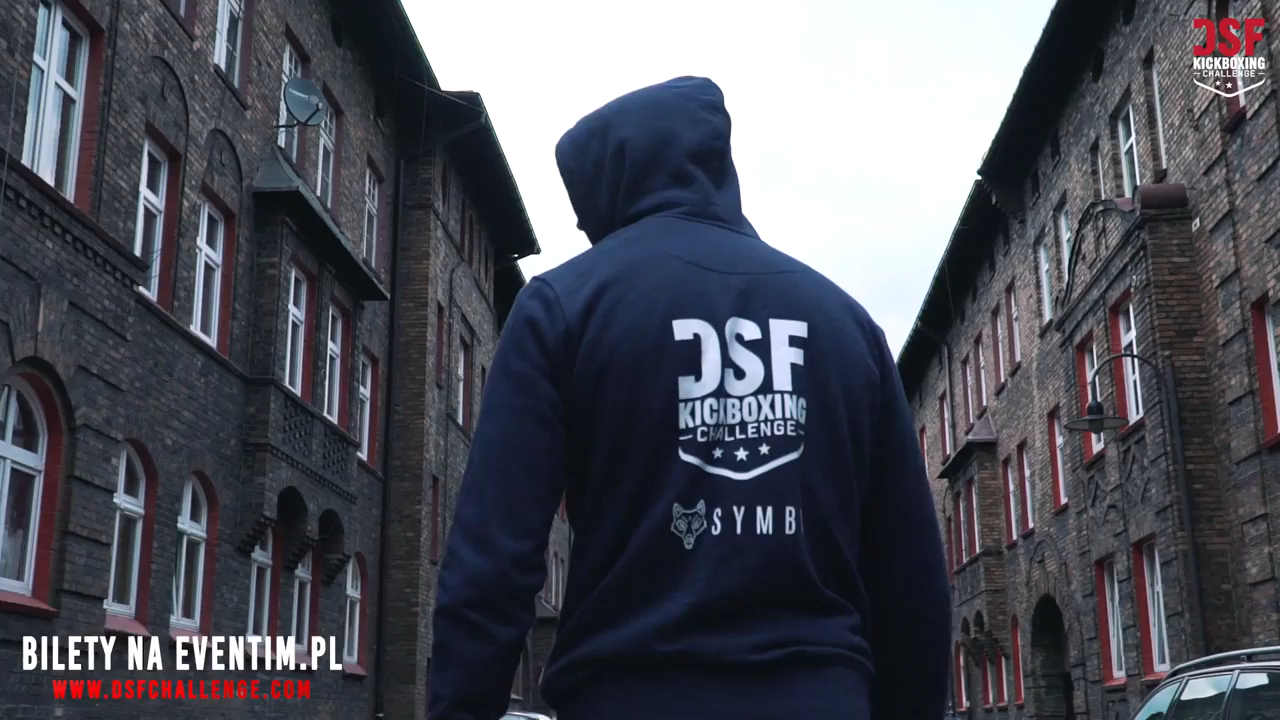 DSF
KICKBOXING
CHALLENGE
DSF
KICKBOXING
CHALLENGE
SYMB
BILETY NA EVENTIM.PL
WWW.DSFCHALLENGE.COM